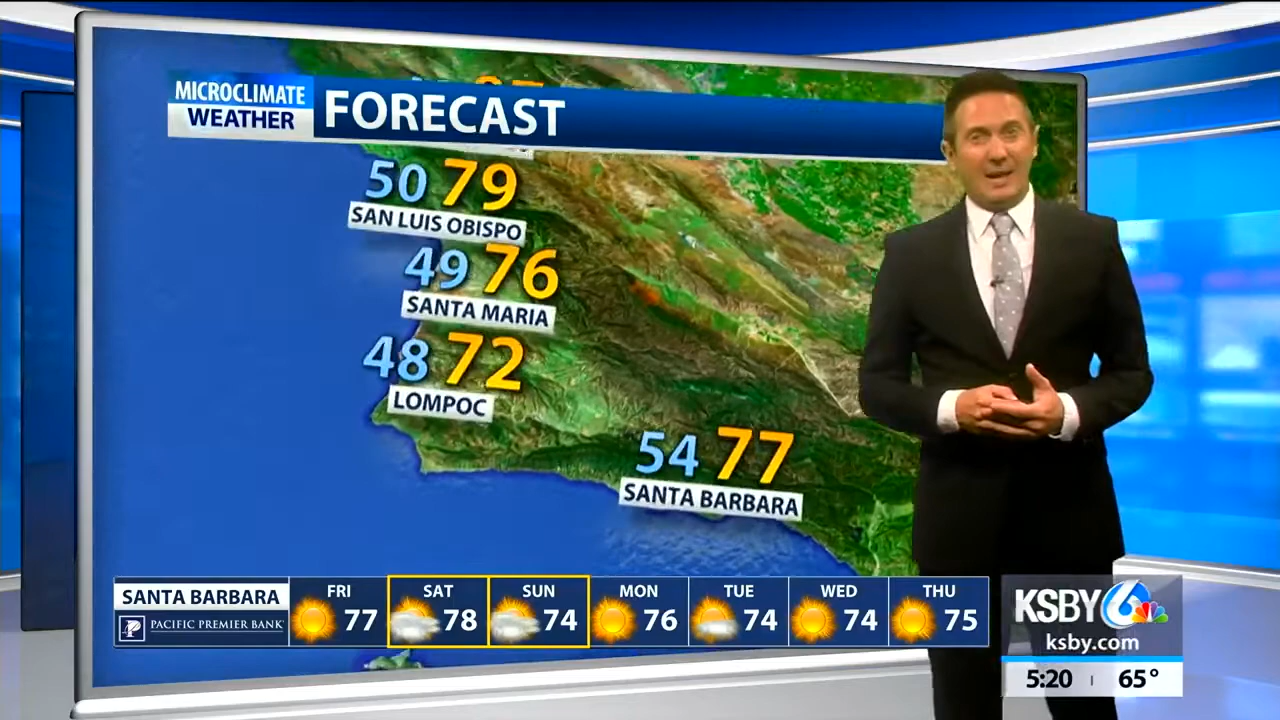 MICROCLIMATE
WEATHER
FORECAST
50 79
SAN LUIS OBISPO
49 76
SANTA MARIA
48 72
LOMPOC
54 77
SANTA BARBARA
SANTA BARBARA
PACIFIC PREMIER BANK
FRI
77
SAT
78
SUN
74
MON
76
TUE
74
WED
74
THU
75
KSBY 6
ksby.com
5:20 65°